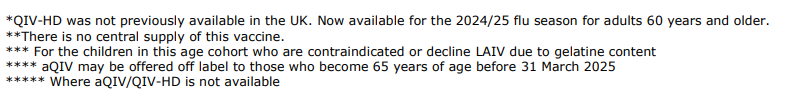 *QIV-HD was not previously available in the UK. Now available for the 2024/25 flu season for adults 60 years and older.
**There is no central supply of this vaccine.
*** For the children in this age cohort who are contraindicated or decline LAIV due to gelatine content
**** aQIV may be offered off label to those who become 65 years of age before 31 March 2025
***** Where aQIV/QIV-HD is not available